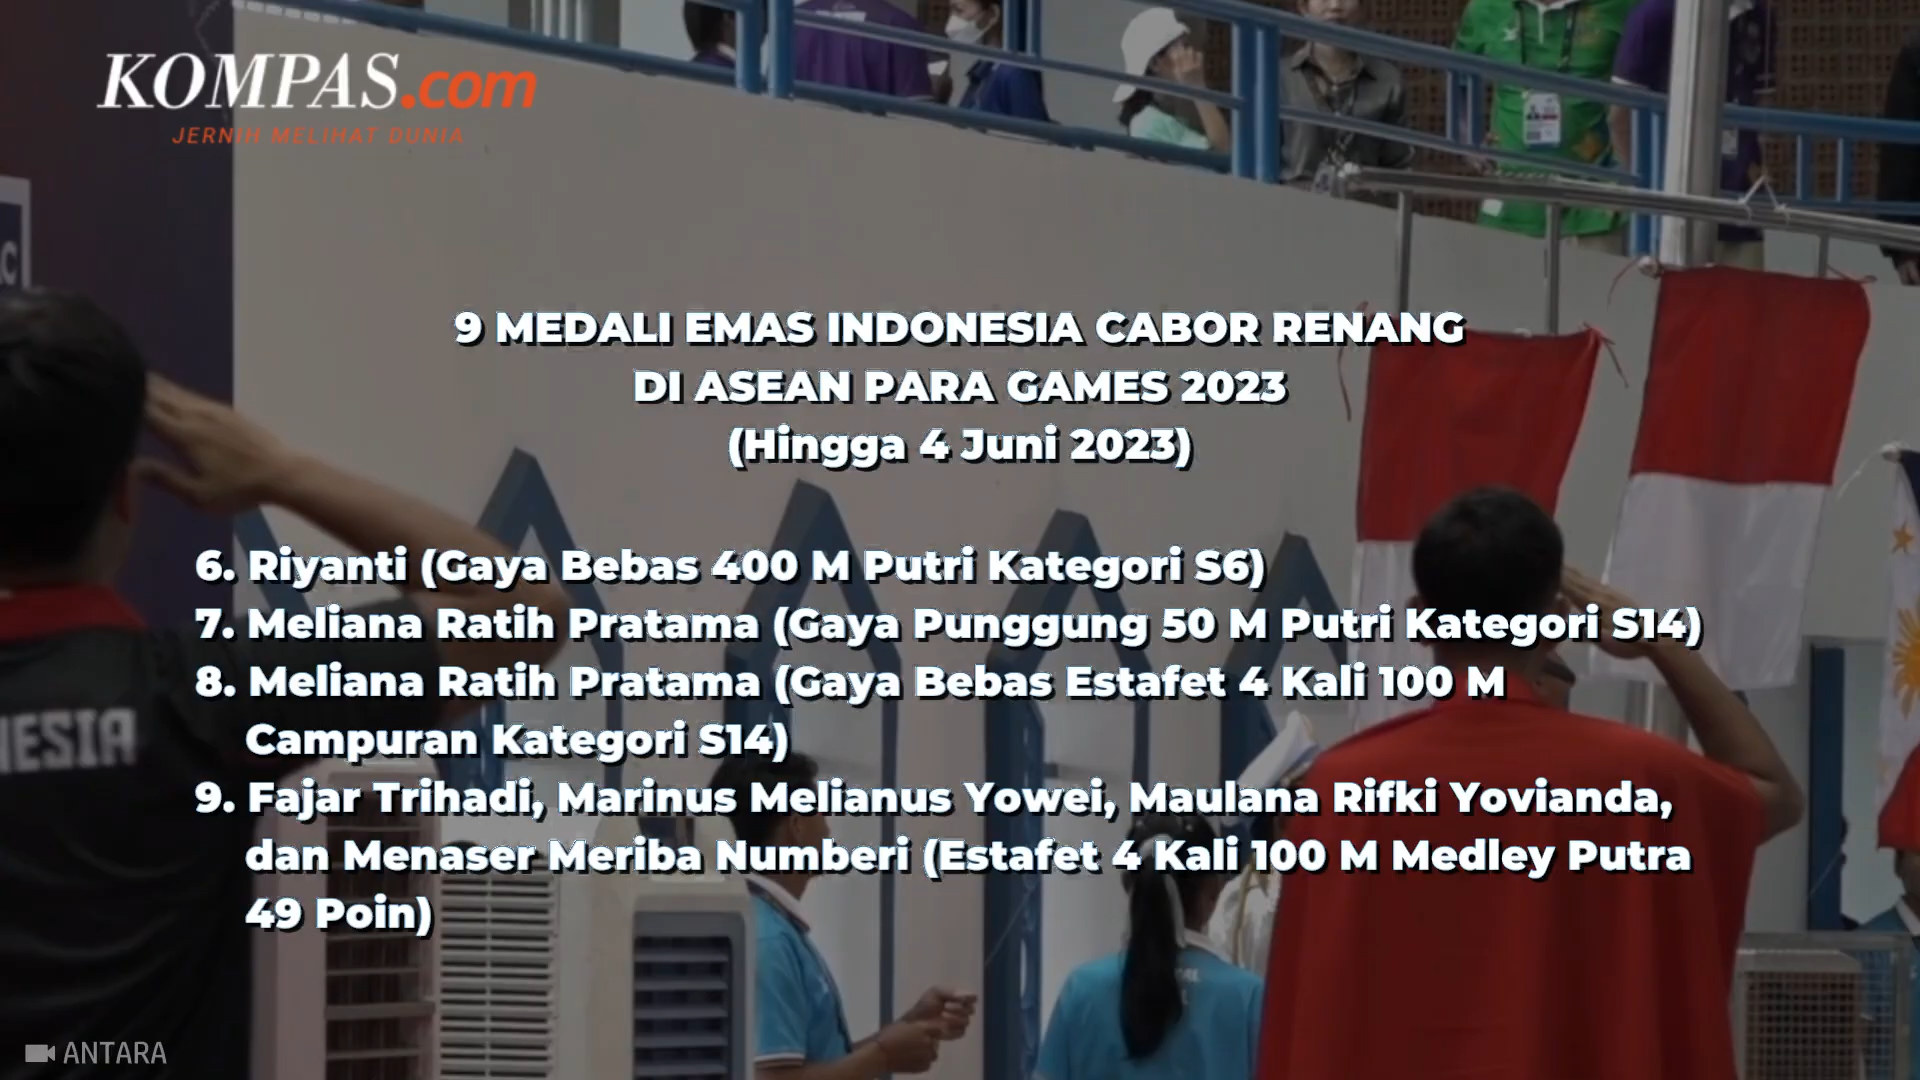 KOMPAS.com
JERNIH MELIHAT DUNIA
9 MEDALI EMAS INDONESIA CABOR RENANG
DI ASEAN PARA GAMES 2023
(Hingga 4 Juni 2023)
6. Riyanti (Gaya Bebas 400 M Putri Kategori S6)
7. Meliana Ratih Pratama (Gaya Punggung 50 M Putri Kategori S14)
8. Meliana Ratih Pratama (Gaya Bebas Estafet 4 Kali 100 M
Campuran Kategori S14)
9. Fajar Trihadi, Marinus Melianus Yowei, Maulana Rifki Yovianda,
dan Menaser Meriba Numberi (Estafet 4 Kali 100 M Medley Putra
49 Poin)
NESIA
ANTARA